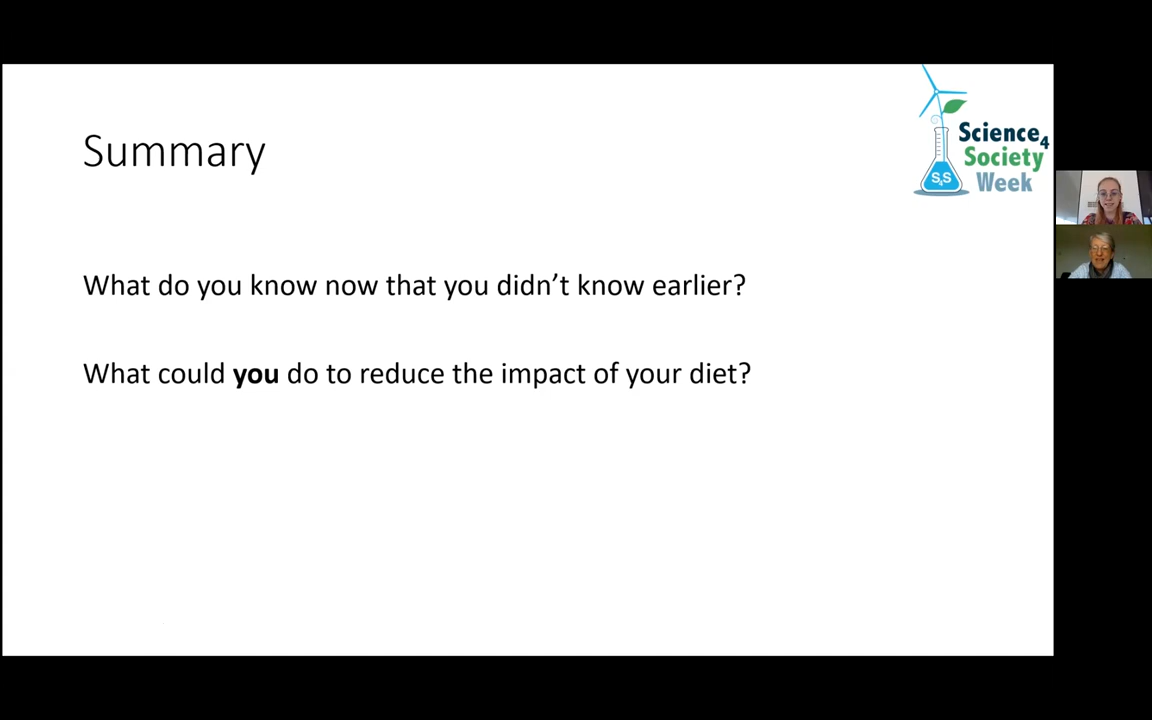 Summary
Science4
Society
Week
S4S
What do you know now that you didn’t know earlier?
What could you do to reduce the impact of your diet?